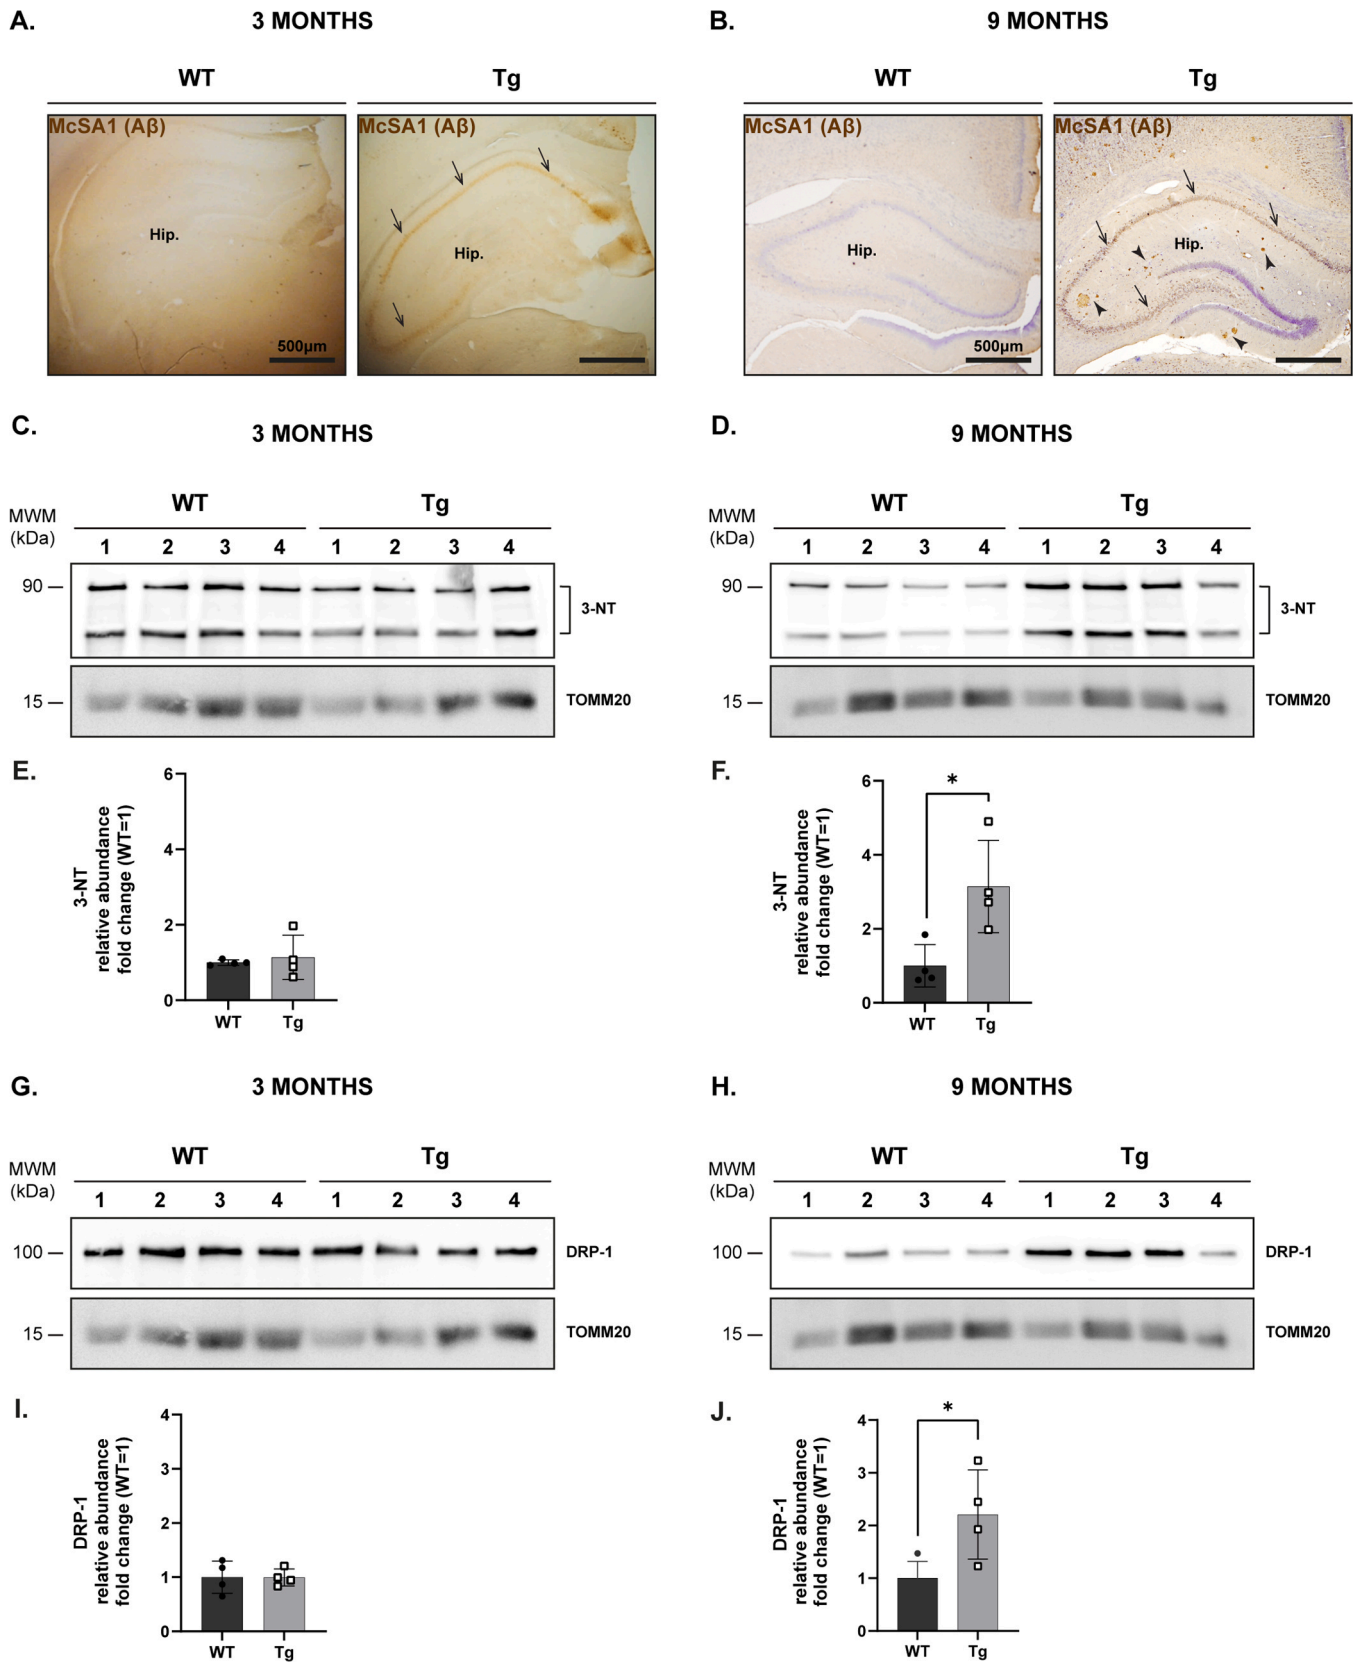 A.
3 MONTHS
WT
Tg
McSA1 (Aβ)
Hip.
500µm
McSA1 (Aβ)
Hip.
B.
9 MONTHS
WT
Tg
McSA1 (Aβ)
Hip.
500µm
McSA1 (Aβ)
Hip.
C.
3 MONTHS
WT
Tg
MWM
(kDa)
1 2 3 4 1 2 3 4
90
3-NT
15
TOMM20
D.
9 MONTHS
WT
Tg
MWM
(kDa)
1 2 3 4 1 2 3 4
90
3-NT
15
TOMM20
E.
3-NT
relative abundance
fold change (WT=1)
6
4
2
0
WT Tg
F.
3-NT
relative abundance
fold change (WT=1)
6
4
2
0
*
WT Tg
G.
3 MONTHS
WT
Tg
MWM
(kDa)
1 2 3 4 1 2 3 4
100
DRP-1
15
TOMM20
H.
9 MONTHS
WT
Tg
MWM
(kDa)
1 2 3 4 1 2 3 4
100
DRP-1
15
TOMM20
I.
DRP-1
relative abundance
fold change (WT=1)
4
3
2
1
0
WT Tg
J.
DRP-1
relative abundance
fold change (WT=1)
4
3
2
1
0
*
WT Tg